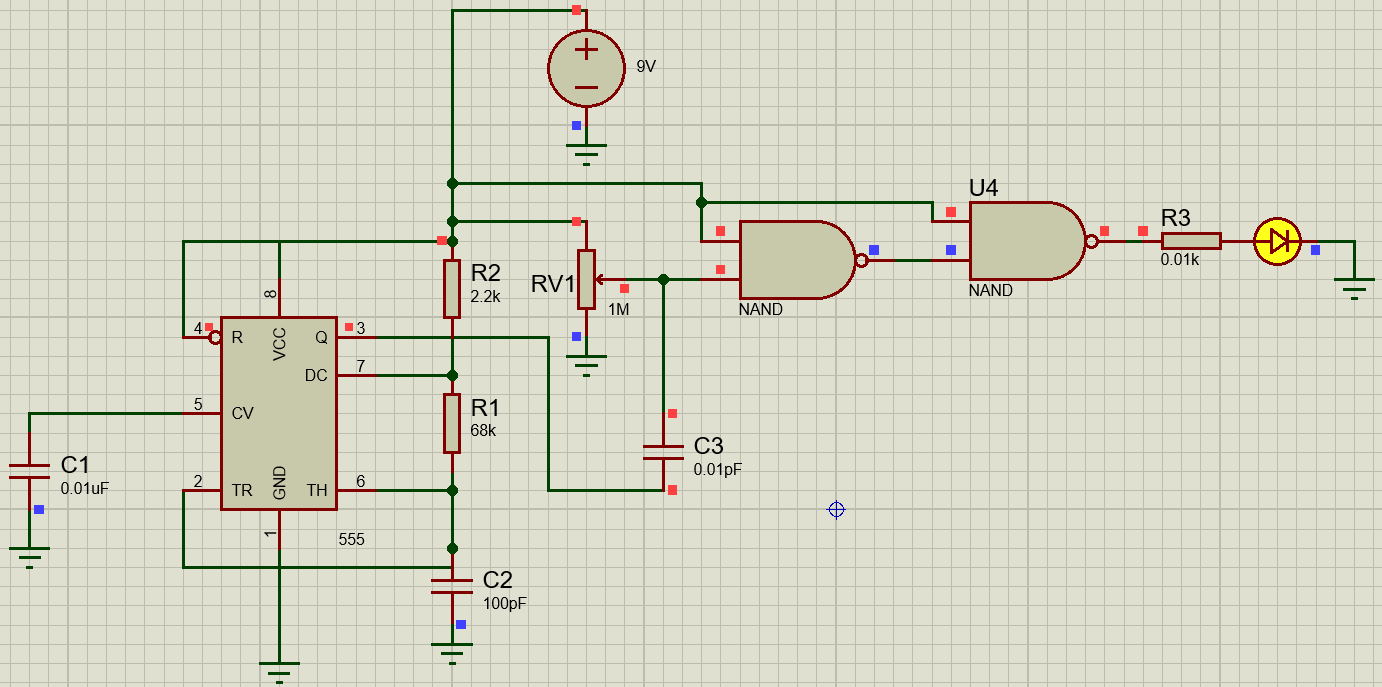 9V
U4
NAND
R3
0.01k
NAND
RV1
1M
R2
2.2k
8
4
R
VCC
Q
3
DC
7
5
CV
R1
68k
C1
0.01uF
C3
0.01pF
2
TR
GND
TH
6
1
555
C2
100pF